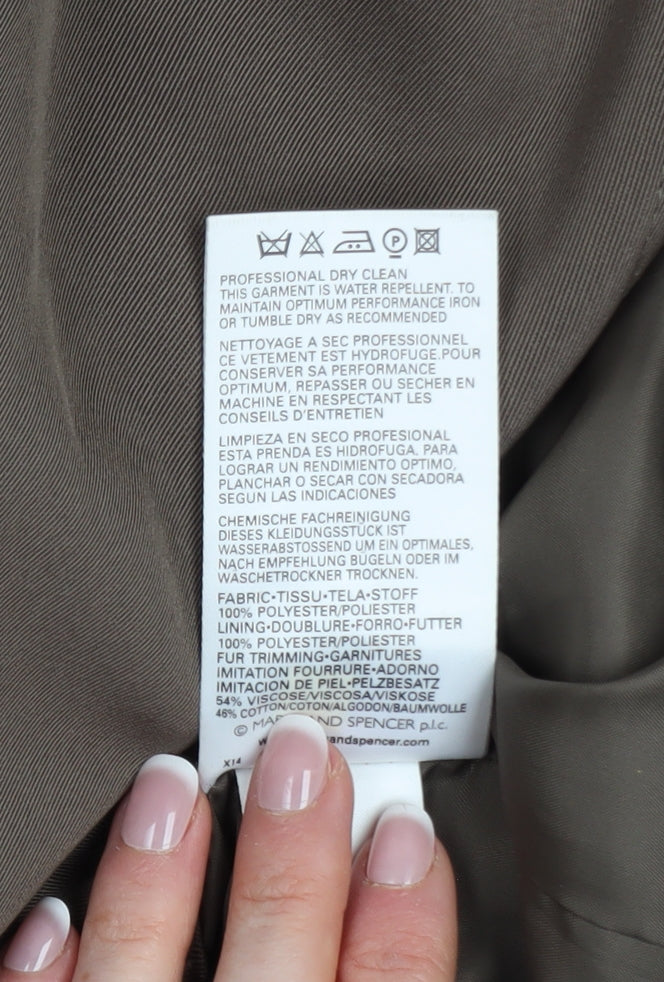 P
PROFESSIONAL DRY CLEAN
THIS GARMENT IS WATER REPELLENT. TO
MAINTAIN OPTIMUM PERFORMANCE IRON
OR TUMBLE DRY AS RECOMMENDED
NETTOYAGE A SEC PROFESSIONNEL
CE VETEMENT EST HYDROFUGE.POUR
CONSERVER SA PERFORMANCE
OPTIMUM, REPASSER OU SECHER EN
MACHINE EN RESPECTANT LES
CONSEILS D'ENTRETIEN
LIMPIEZA EN SECO PROFESIONAL
ESTA PRENDA ES HIDROFUGA. PARA
LOGRAR UN RENDIMIENTO OPTIMO,
PLANCHAR O SECAR CON SECADORA
SEGUN LAS INDICACIONES
CHEMISCHE FACHREINIGUNG
DIESES KLEIDUNGSSTÜCK IST
WASSERABSTOSSEND UM EIN OPTIMALES,
NACH EMPFEHLUNG BÜGELN ODER IM
WASCHETROCKNER TROCKNEN.
FABRIC•TISSU•TELA•STOFF
100% POLYESTER/POLIESTER
LINING•DOUBLURE•FORRO•FUTTER
100% POLYESTER/POLIESTER
FUR TRIMMING•GARNITURES
IMITATION FOURRURE•ADORNO
IMITACION DE PIEL•PELZBESATZ
54% VISCOSE/VISCOSA/VISKOSE
46% COTTON/COTON/ALGODON/BAUMWOLLE
© SPENCER p.l.c.
X14